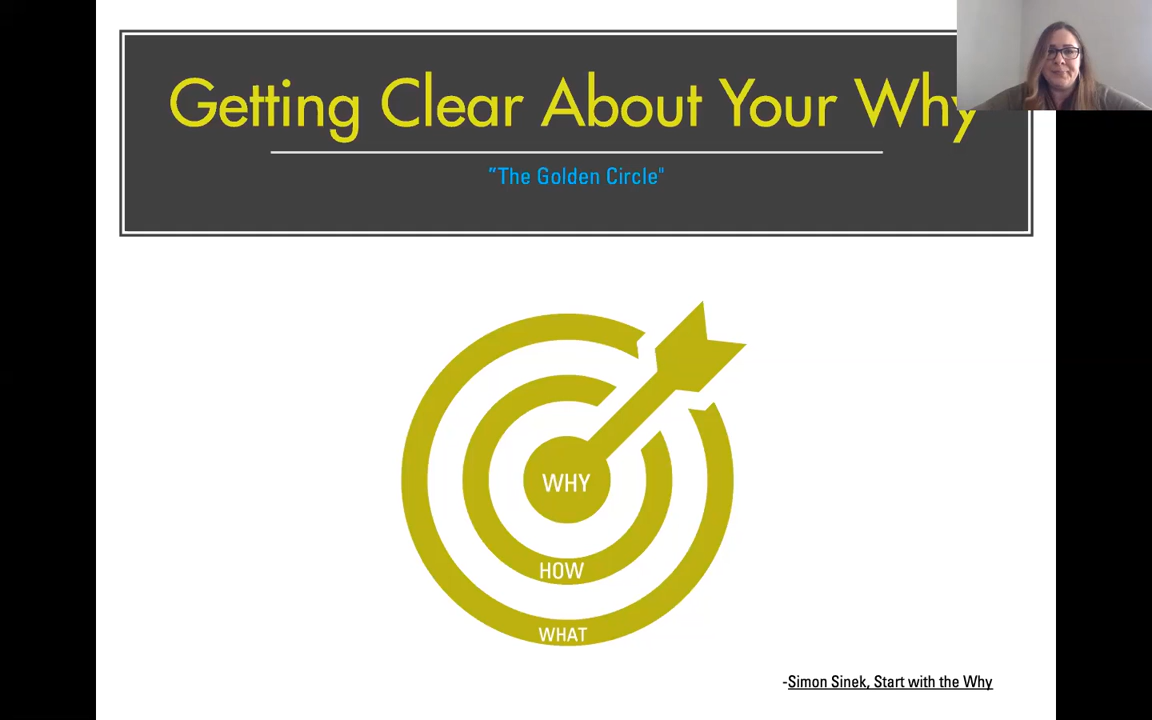 Getting Clear About Your Why
”The Golden Circle"
WHY
HOW
WHAT
-Simon Sinek, Start with the Why